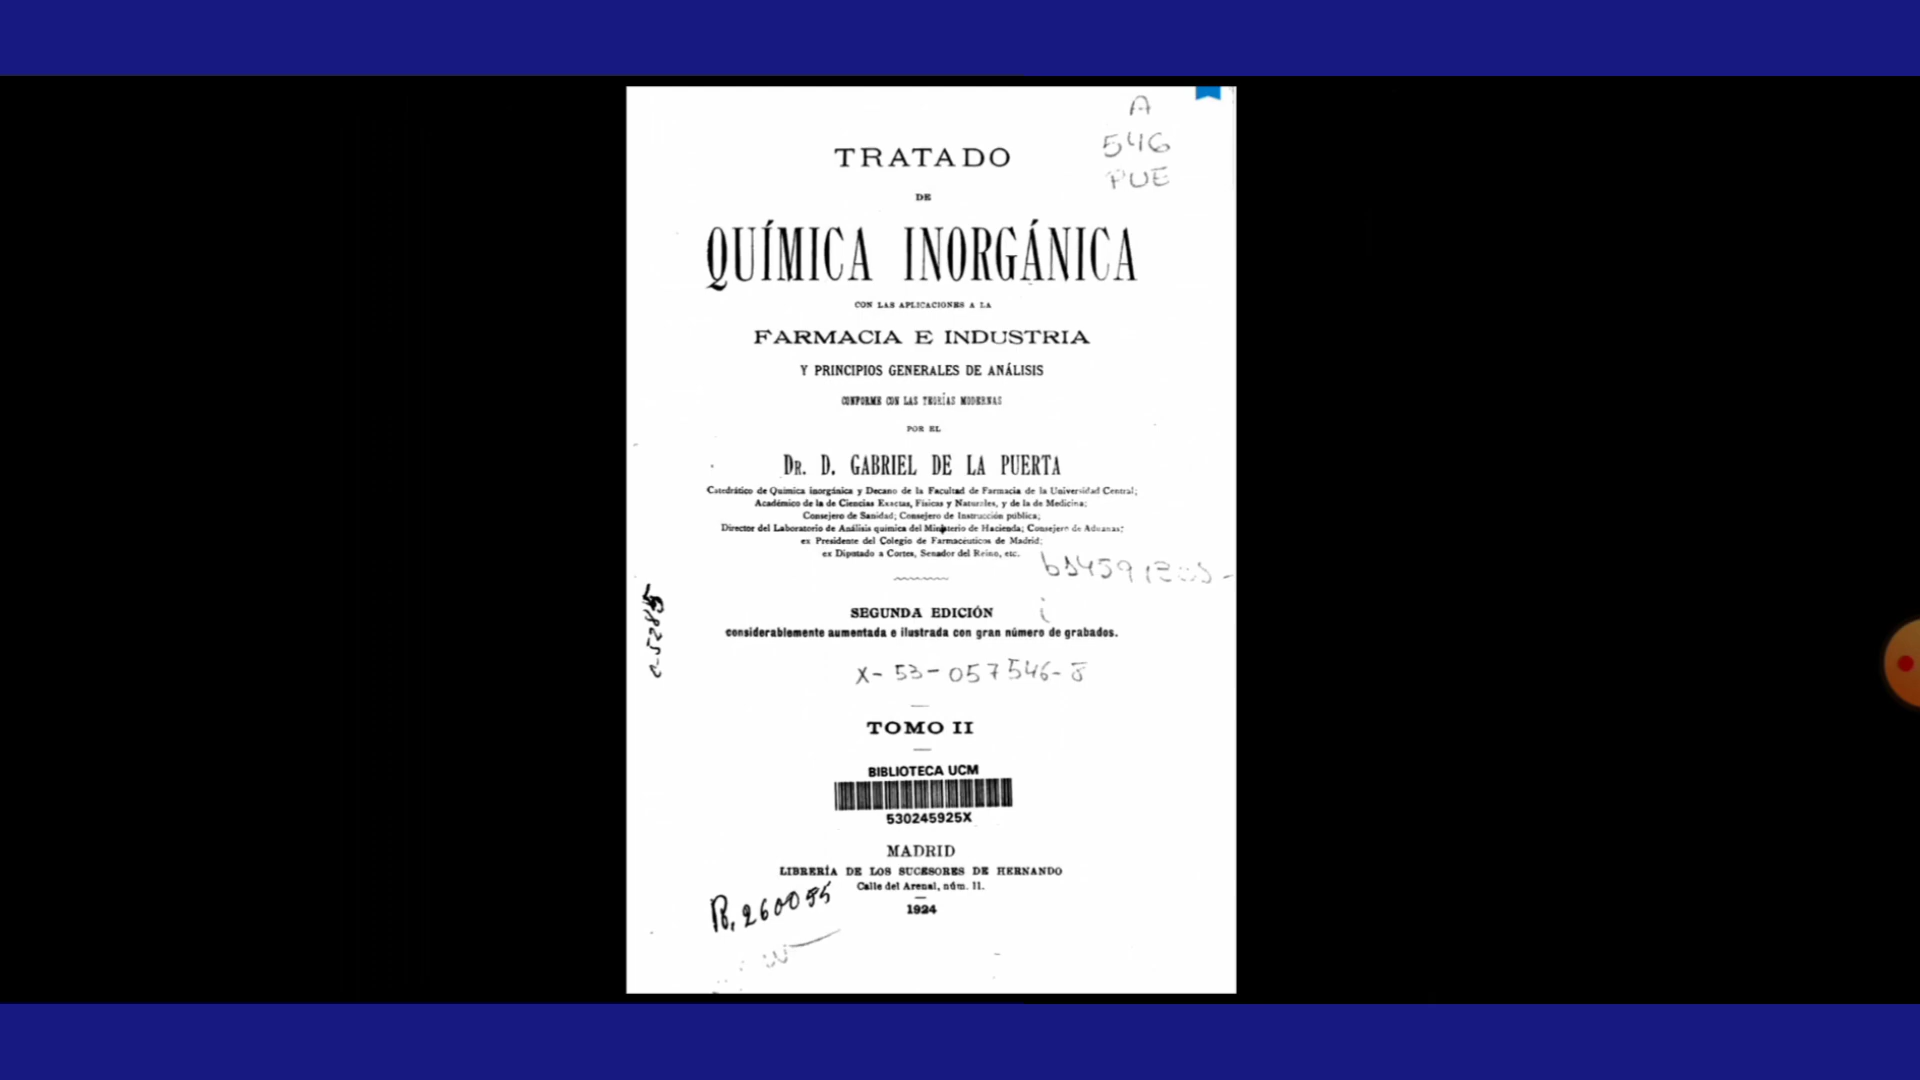 A
546
PUE
TRATADO
DE
QUÍMICA INORGÁNICA
CON LAS APLICACIONES A LA
FARMACIA E INDUSTRIA
Y PRINCIPIOS GENERALES DE ANÁLISIS
CONFORME CON LAS TEORÍAS MODERNAS
POR EL
DR. D. GABRIEL DE LA PUERTA
Catedrático de Química inorgánica y Decano de la Facultad de Farmacia de la Universidad Central;
Académico de la de Ciencias Exactas, Físicas y Naturales, y de la de Medicina;
Consejero de Sanidad; Consejero de Instrucción pública;
Director del Laboratorio de Análisis química del Ministerio de Hacienda; Consejero de Aduanas;
ex Presidente del Colegio de Farmacéuticos de Madrid;
ex Diputado a Cortes, Senador del Reino, etc.
i
SEGUNDA EDICIÓN
considerablemente aumentada e ilustrada con gran número de grabados.
X-53-057546-8
TOMO II
BIBLIOTECA UCM
530245925X
MADRID
LIBRERÍA DE LOS SUCESORES DE HERNANDO
Calle del Arenal, núm. 11.
1924